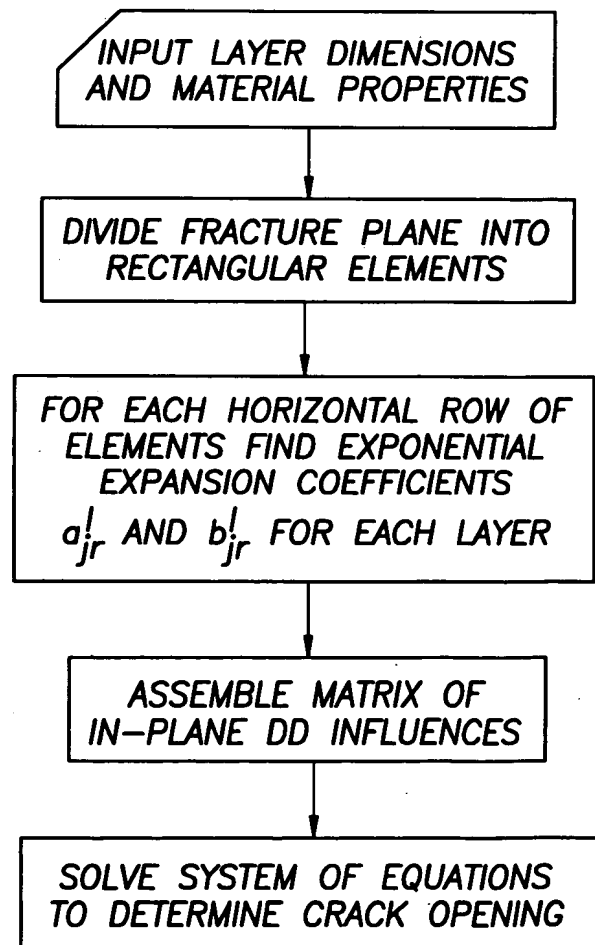 INPUT LAYER DIMENSIONS
AND MATERIAL PROPERTIES
DIVIDE FRACTURE PLANE INTO
RECTANGULAR ELEMENTS
FOR EACH HORIZONTAL ROW OF
ELEMENTS FIND EXPONENTIAL
EXPANSION COEFFICIENTS
a!jr AND b!jr FOR EACH LAYER
ASSEMBLE MATRIX OF
IN-PLANE DD INFLUENCES
SOLVE SYSTEM OF EQUATIONS
TO DETERMINE CRACK OPENING